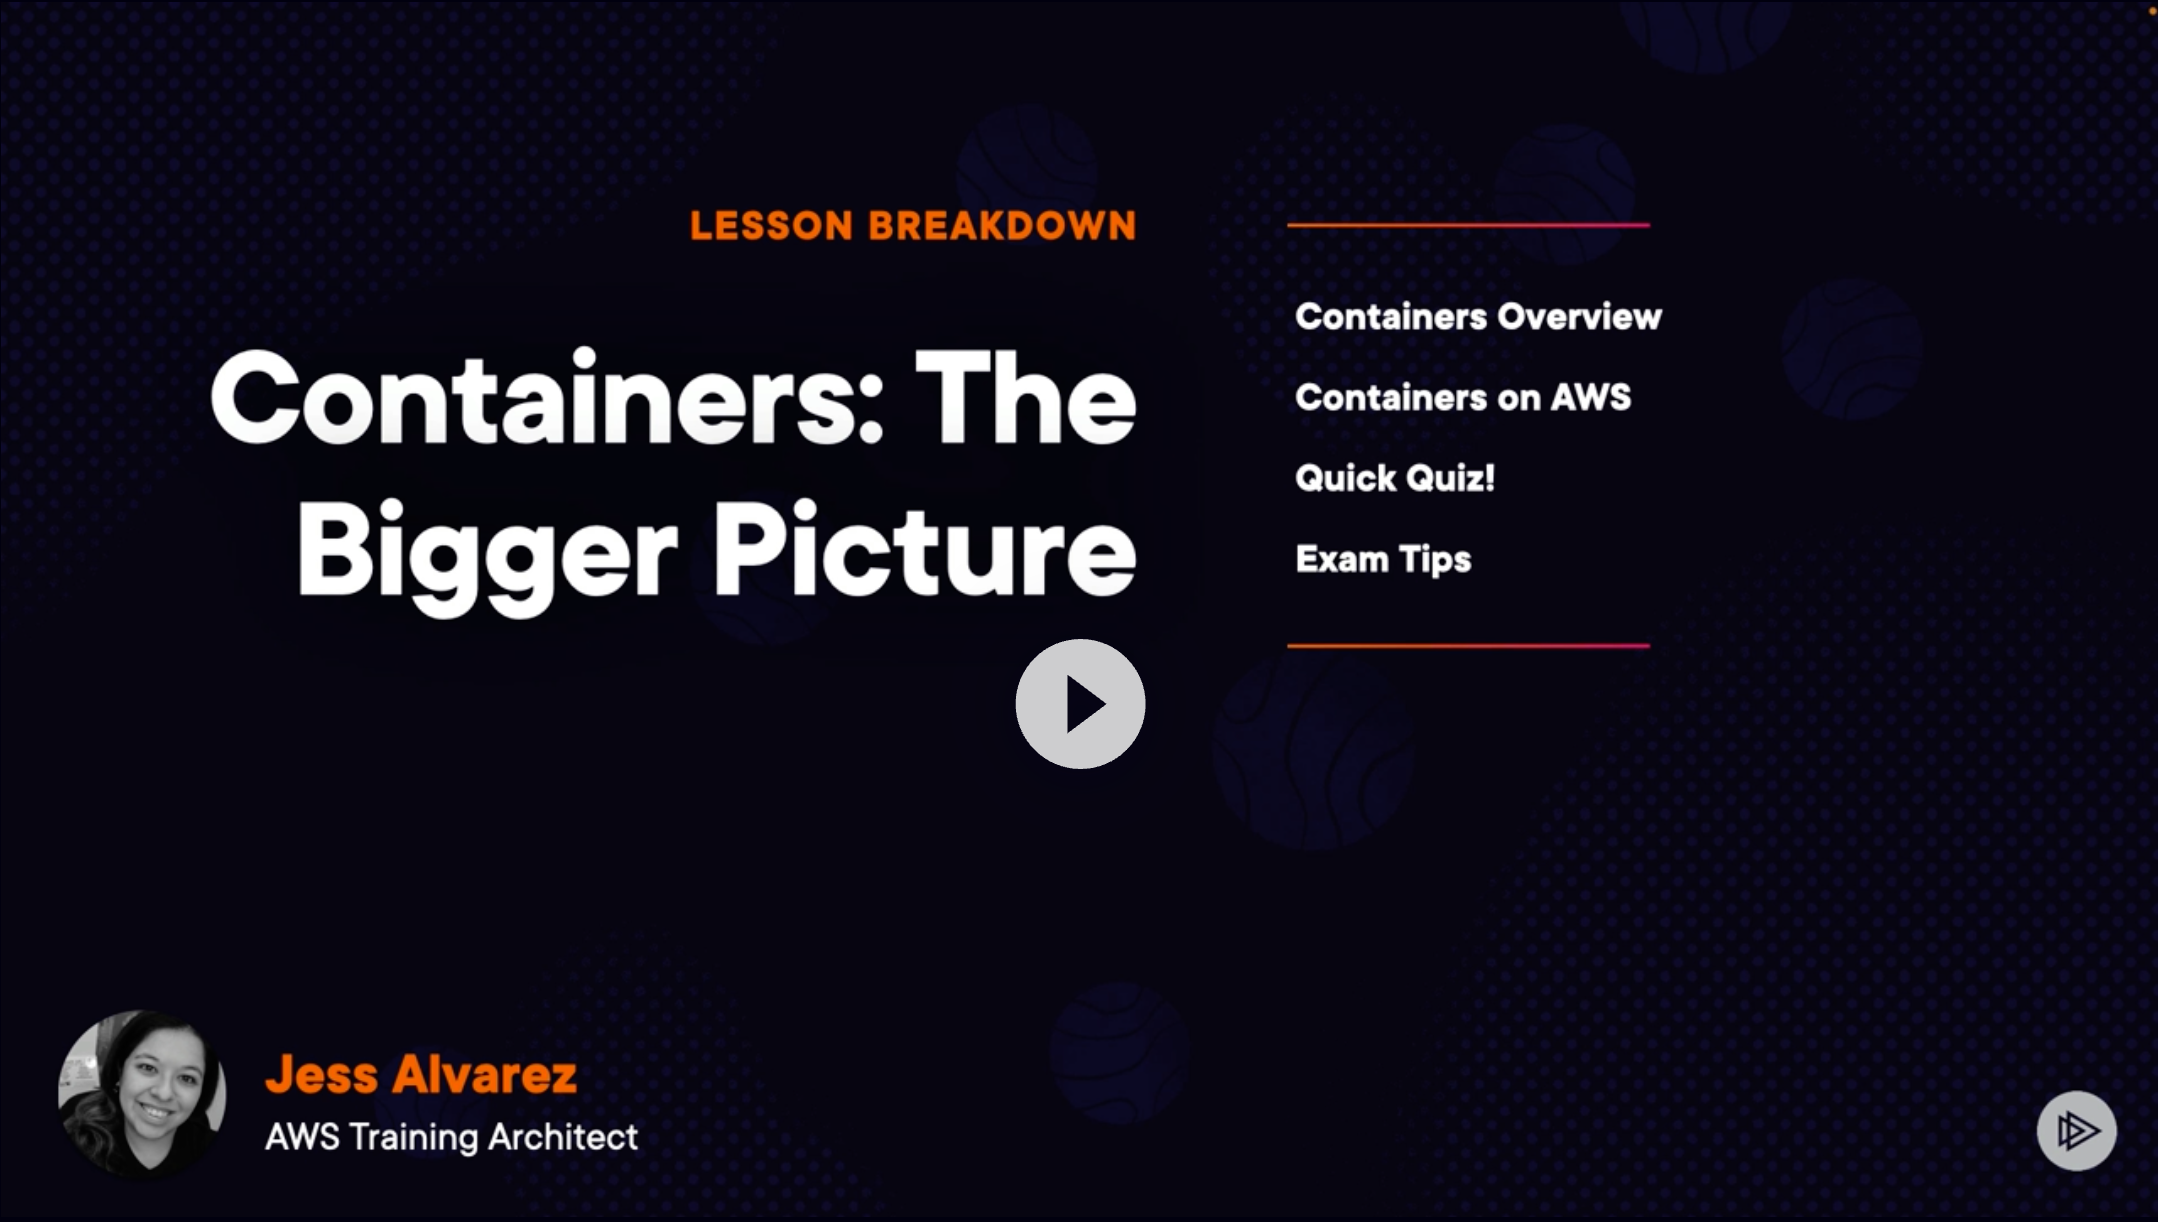 LESSON BREAKDOWN
Containers: The
Bigger Picture
Containers Overview
Containers on AWS
Quick Quiz!
Exam Tips
Jess Alvarez
AWS Training Architect